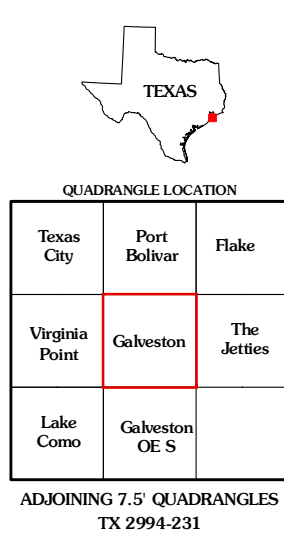 TEXAS
QUADRANGLE LOCATION
Texas
City
Port
Bolivar
Flake
Virginia
Point
Galveston
The
Jetties
Lake
Como
Galveston
OE S
ADJOINING 7.5' QUADRANGLES
TX 2994-231